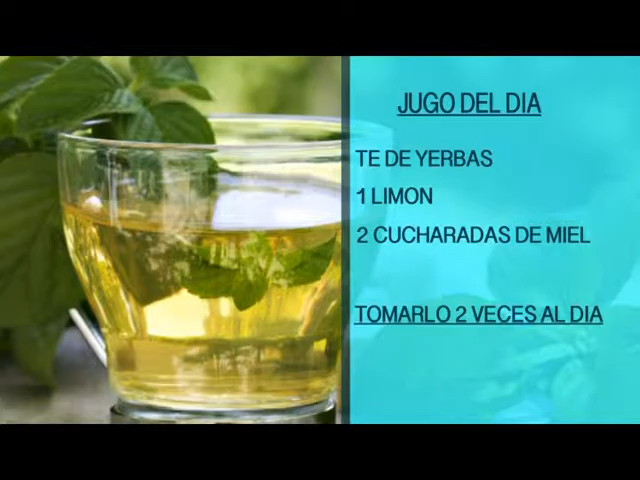 JUGO DEL DIA
TE DE YERBAS
1 LIMON
2 CUCHARADAS DE MIEL
TOMARLO 2 VECES AL DIA